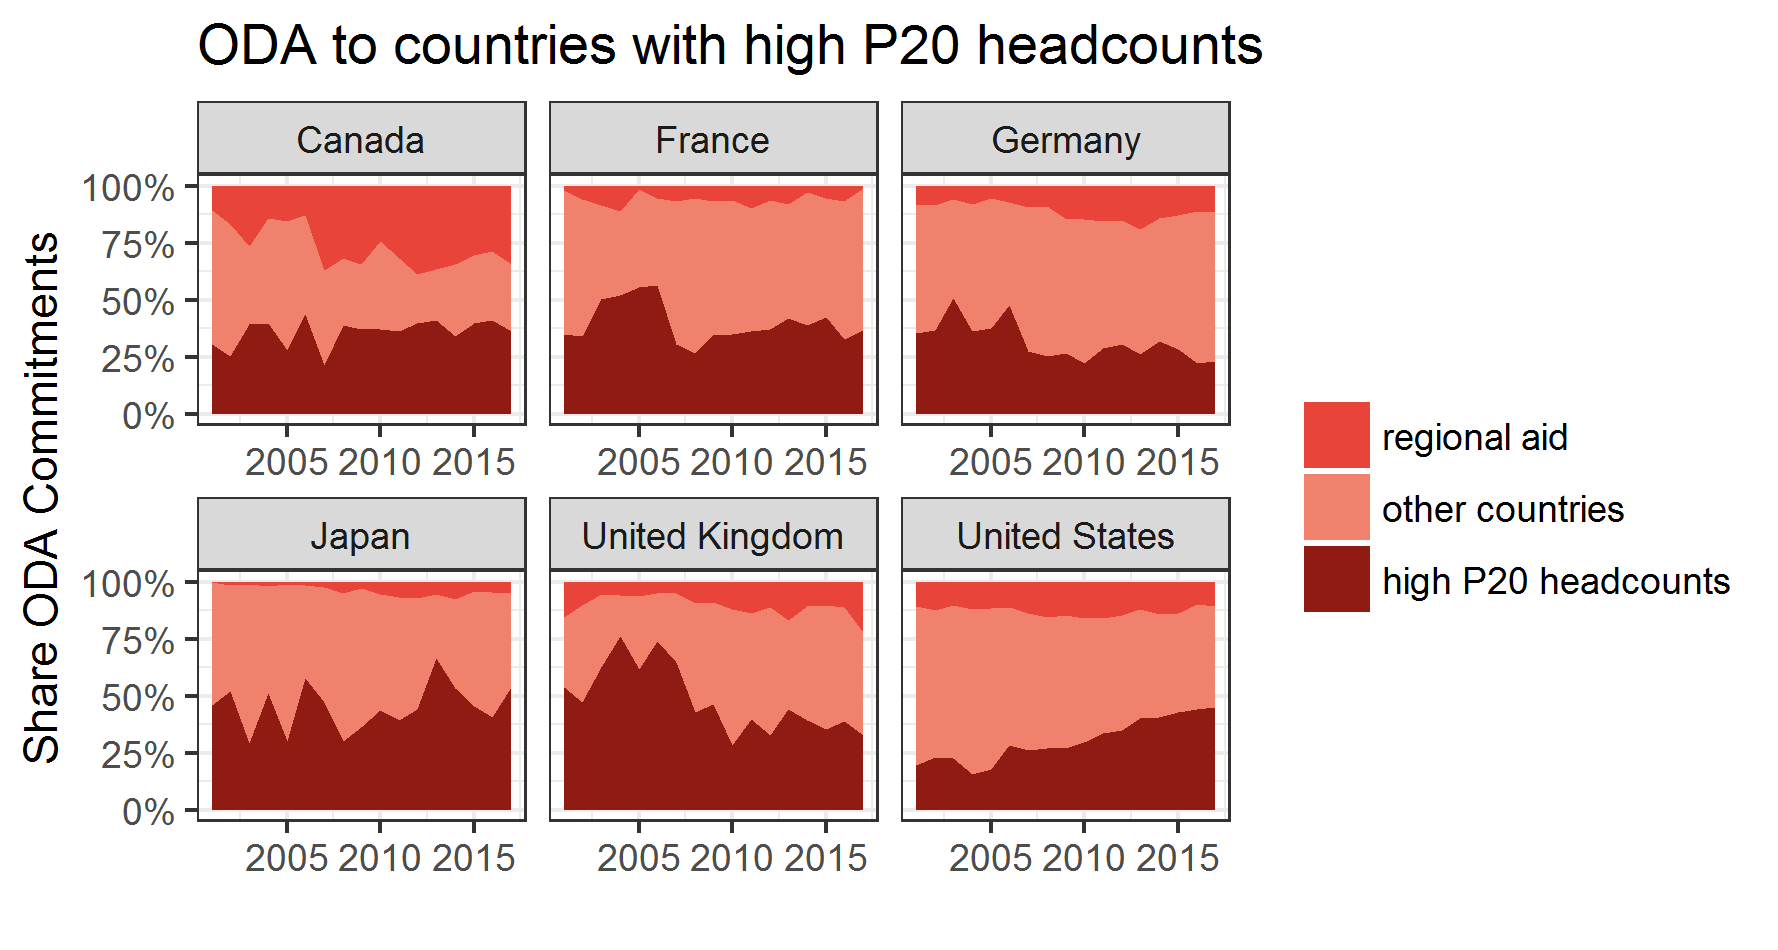 ODA to countries with high P20 headcounts
Share ODA Commitments
Canada
France
Germany
100%
75%
50%
25%
0%
2005 2010 2015
2005 2010 2015
2005 2010 2015
Japan
United Kingdom
United States
100%
75%
50%
25%
0%
2005 2010 2015
2005 2010 2015
2005 2010 2015
regional aid
other countries
high P20 headcounts